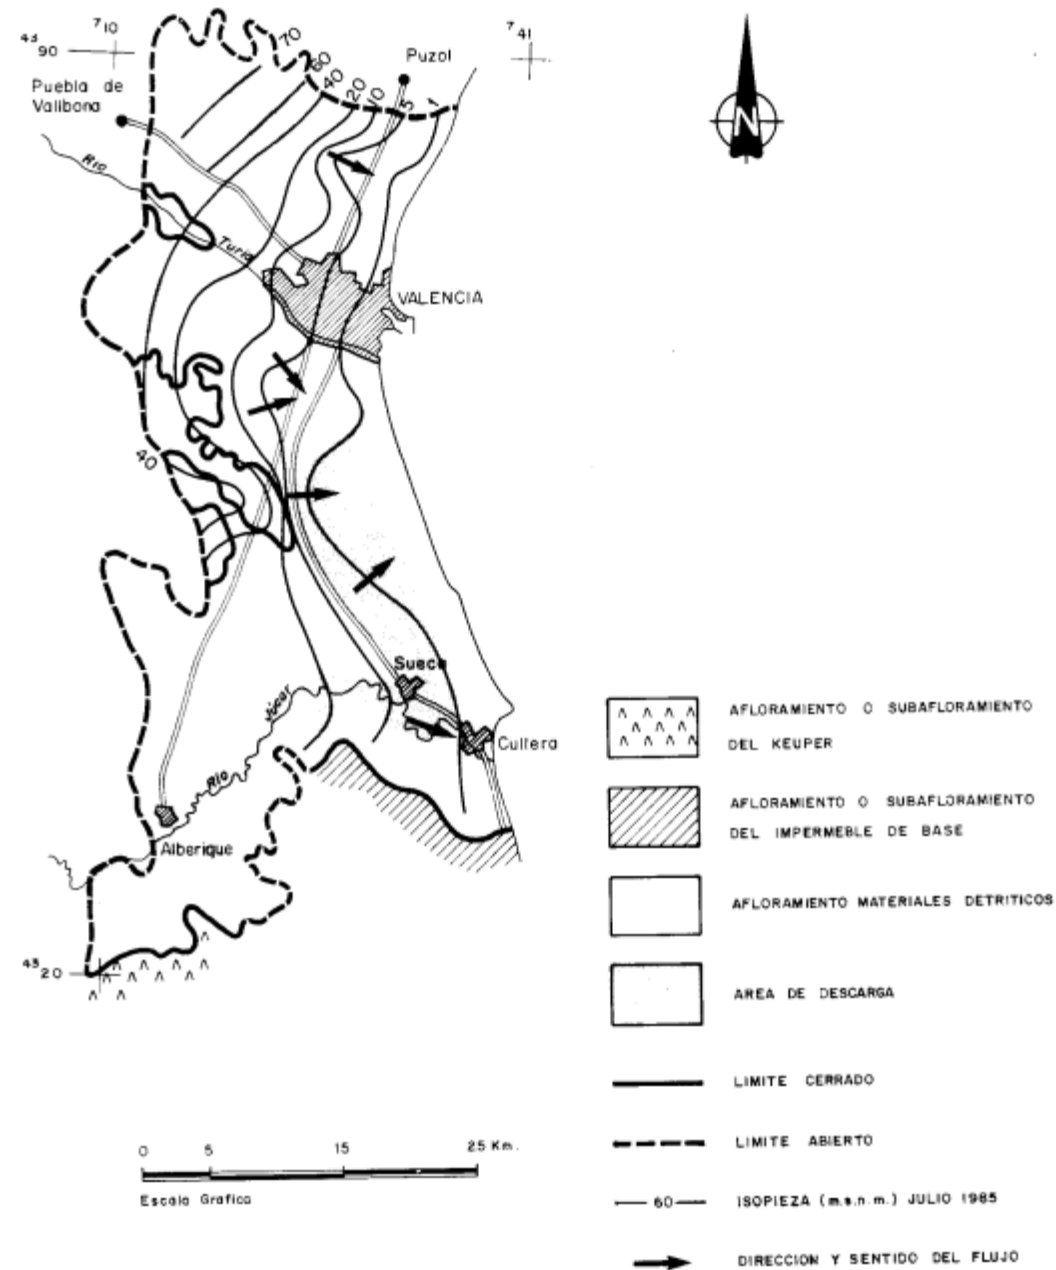 7 10
43 90
7 41
Puzol
Puebla de
Valibona
70
60
40
20
10
5
1
N
Rio
Turia
VALENCIA
40
Sueca
Júcar
Rio
Cullera
Alberique
43 20
AFLORAMIENTO O SUBAFLORAMIENTO
DEL KEUPER
AFLORAMIENTO O SUBAFLORAMIENTO
DEL IMPERMEBLE DE BASE
AFLORAMIENTO MATERIALES DETRITICOS
AREA DE DESCARGA
LIMITE CERRADO
LIMITE ABIERTO
60
ISOPIEZA (m.s.n.m.) JULIO 1985
DIRECCION Y SENTIDO DEL FLUJO
0 5 15 25 Km.
Escala Grafica